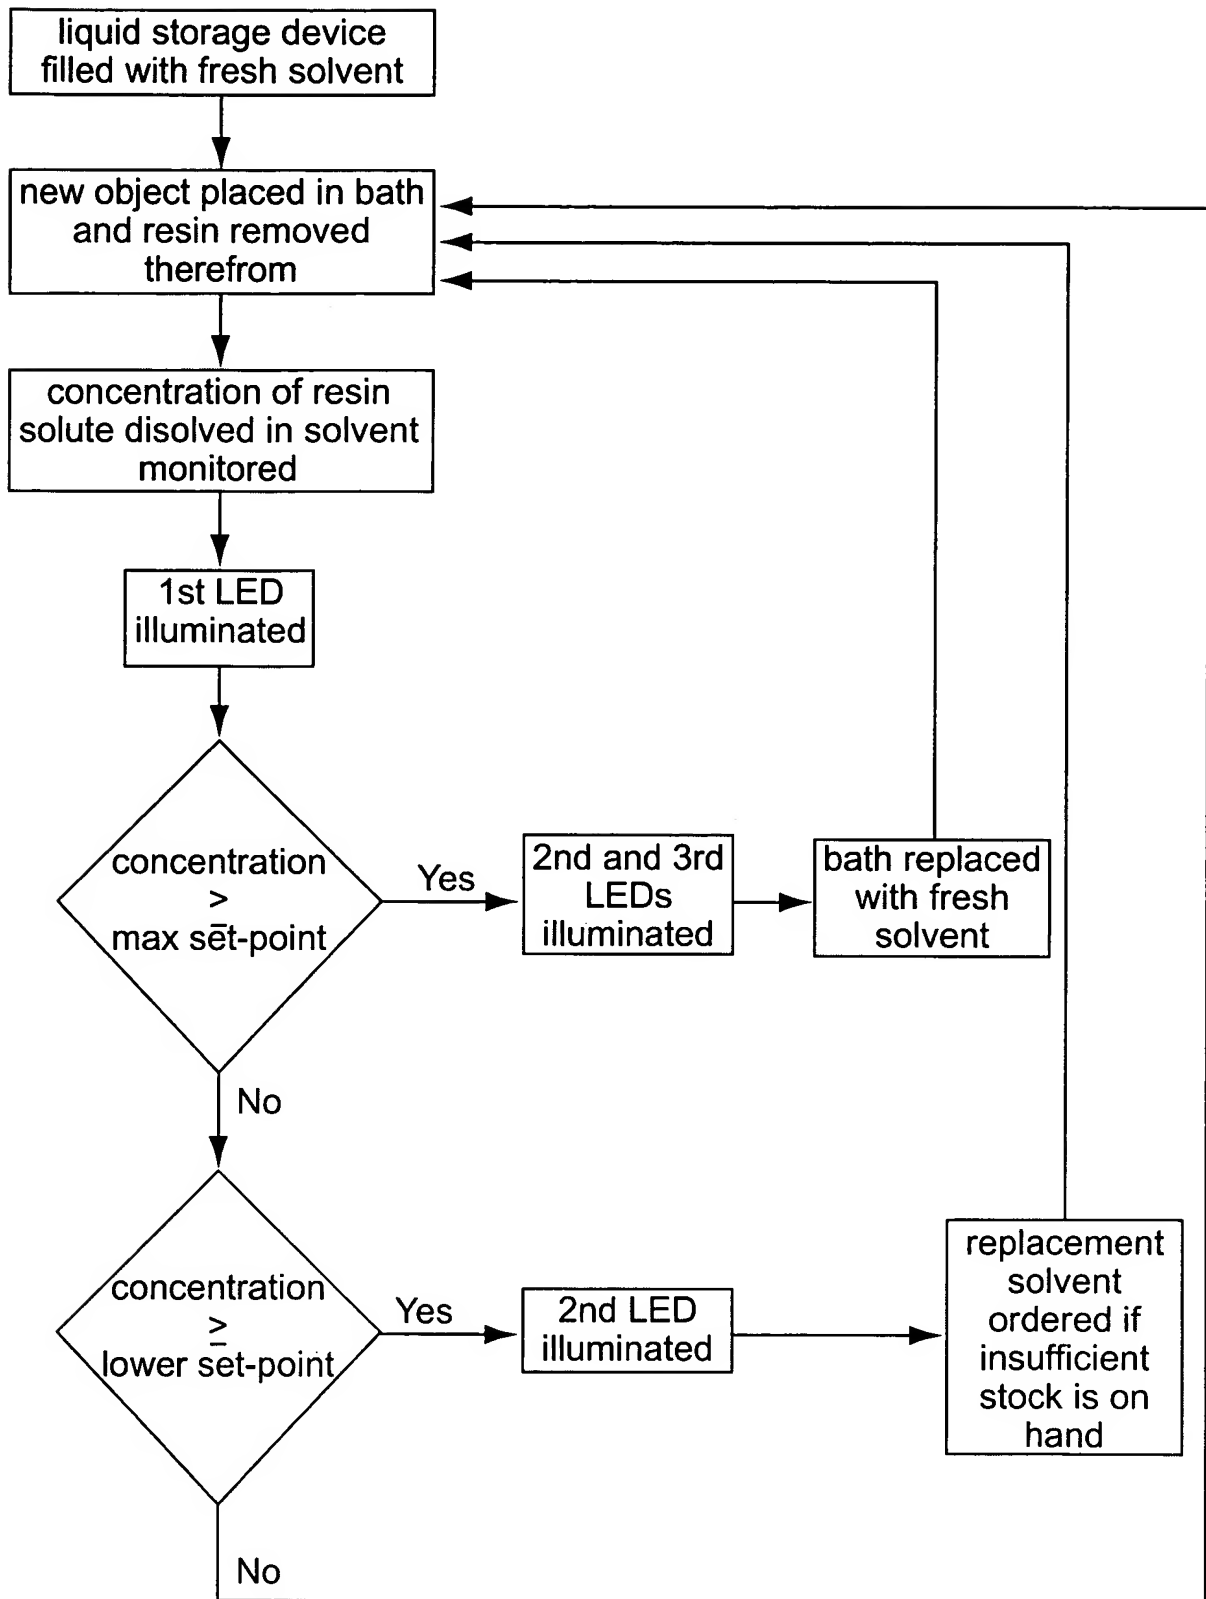 liquid storage device
filled with fresh solvent
new object placed in bath
and resin removed
therefrom
concentration of resin
solute disolved in solvent
monitored
1st LED
illuminated
concentration
≥
max set-point
Yes
2nd and 3rd
LEDs
illuminated
bath replaced
with fresh
solvent
No
concentration
≥
lower set-point
Yes
2nd LED
illuminated
replacement
solvent
ordered if
insufficient
stock is on
hand
No